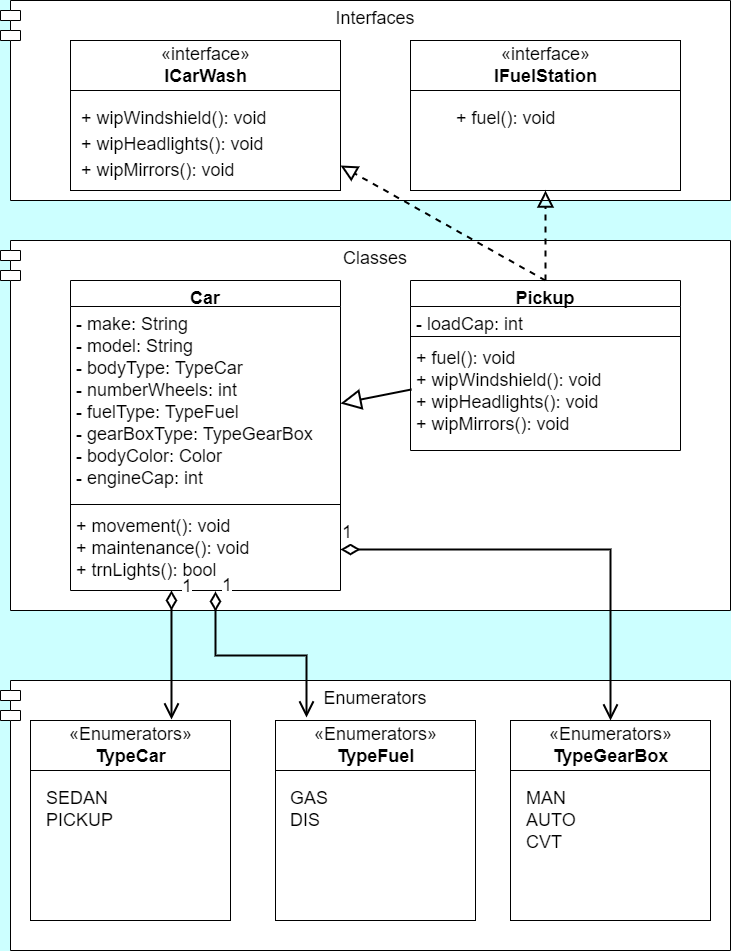 Interfaces
«interface»
ICarWash
+ wipWindshield(): void
+ wipHeadlights(): void
+ wipMirrors(): void
«interface»
IFuelStation
+ fuel(): void
Classes
Car
- make: String
- model: String
- bodyType: TypeCar
- numberWheels: int
- fuelType: TypeFuel
- gearBoxType: TypeGearBox
- bodyColor: Color
- engineCap: int
+ movement(): void
+ maintenance(): void
+ trnLights(): bool
Pickup
- loadCap: int
+ fuel(): void
+ wipWindshield(): void
+ wipHeadlights(): void
+ wipMirrors(): void
1
1
1
Enumerators
«Enumerators»
TypeCar
SEDAN
PICKUP
«Enumerators»
TypeFuel
GAS
DIS
«Enumerators»
TypeGearBox
MAN
AUTO
CVT